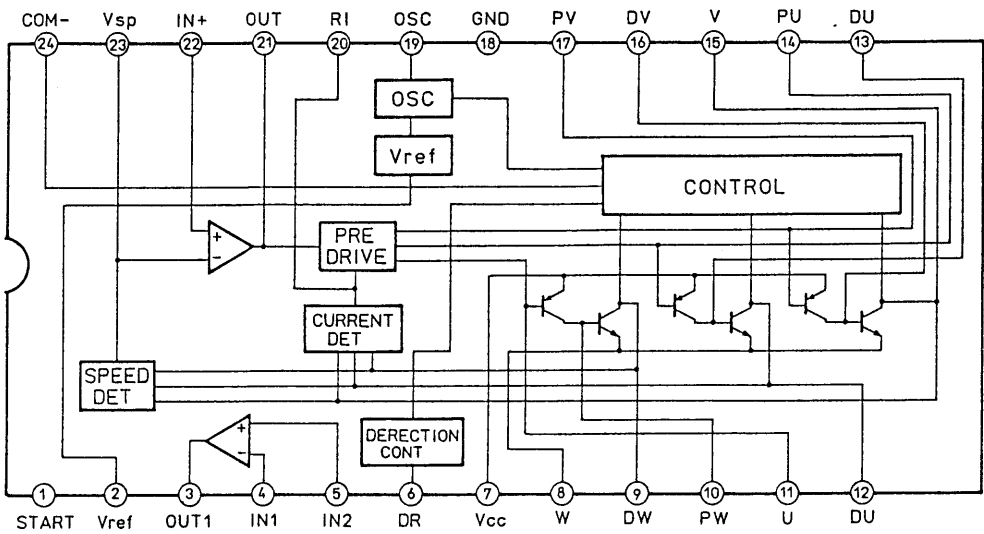 COM- Vsp IN+ OUT RI OSC GND PV DV V PU DU
24 23 22 21 20 19 18 17 16 15 14 13
OSC
Vref
CONTROL
+
-
PRE
DRIVE
CURRENT
DET
SPEED
DET
+
-
DERECTION
CONT
1 2 3 4 5 6 7 8 9 10 11 12
START Vref OUT1 IN1 IN2 DR Vcc W DW PW U DU